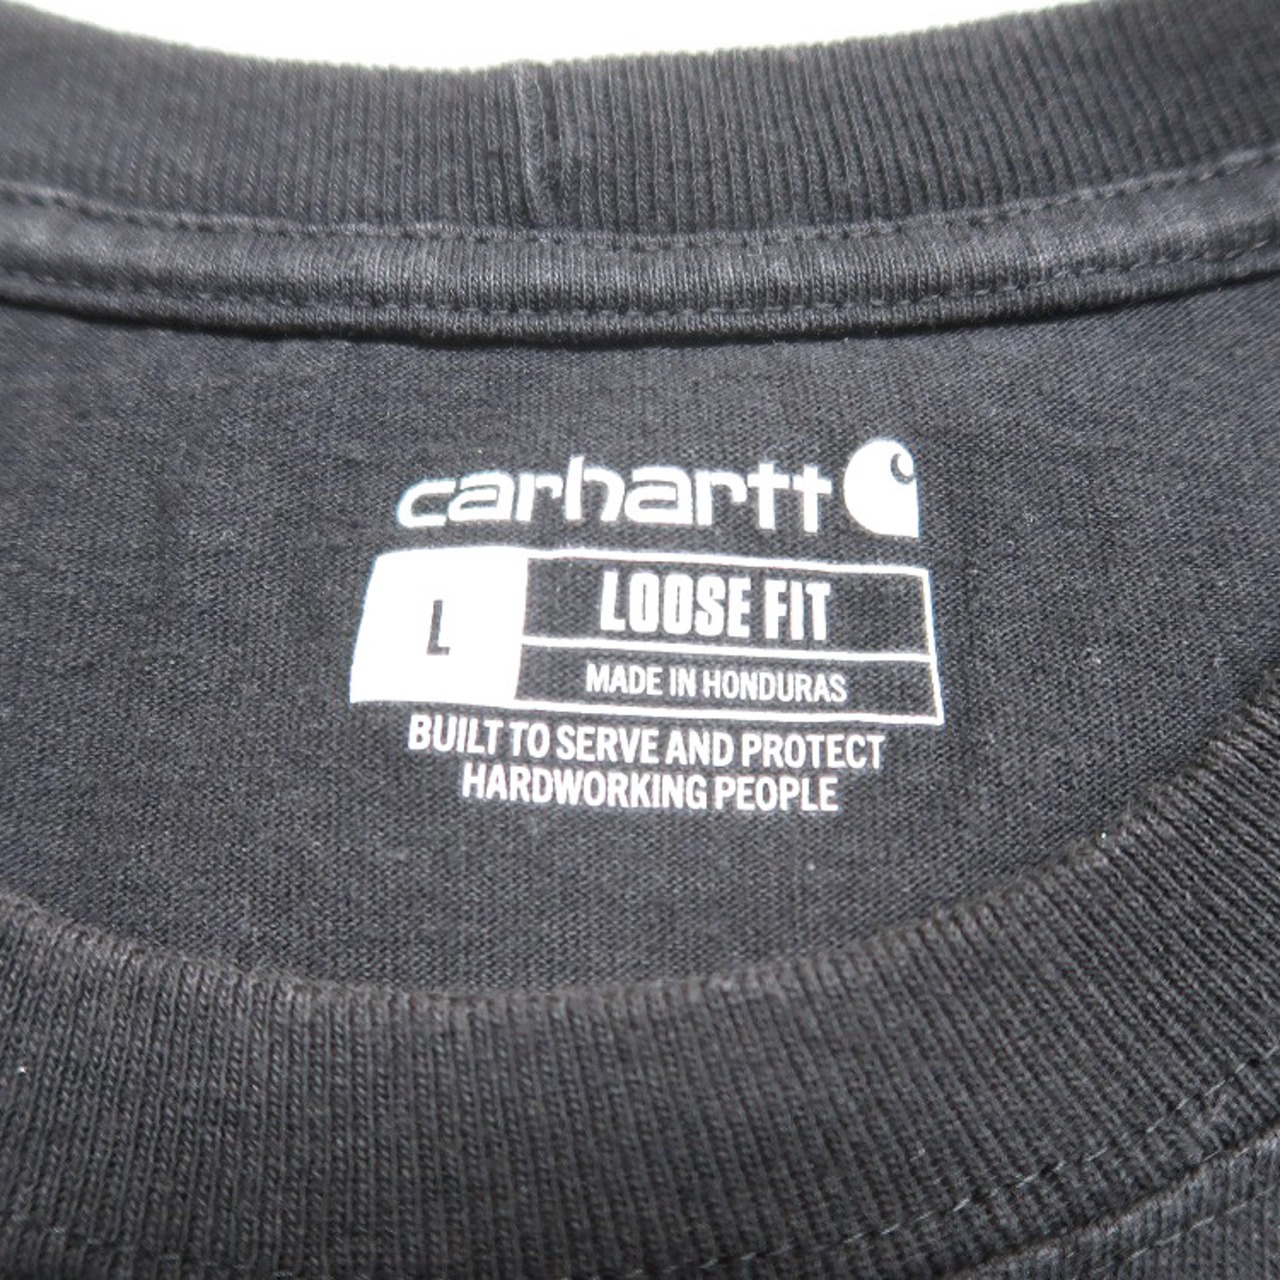 carhartt
L
LOOSE FIT
MADE IN HONDURAS
BUILT TO SERVE AND PROTECT
HARDWORKING PEOPLE